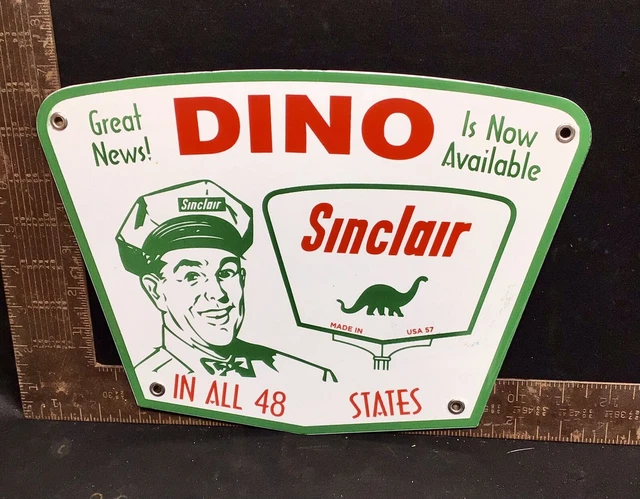 Great News!
DINO
Is Now Available
Sinclair
Sinclair
MADE IN USA 57
IN ALL 48 STATES